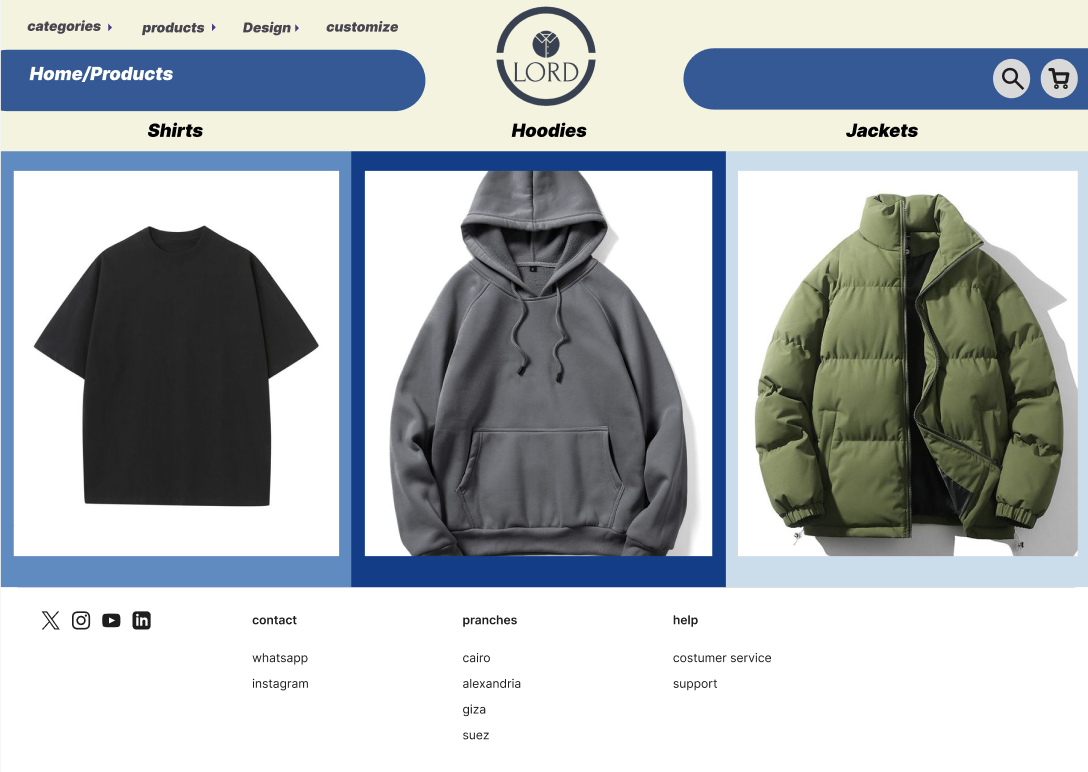 categories products Design customize
LORD
Home/Products
Shirts Hoodies Jackets
contact pranches help
whatsapp cairo costumer service
instagram alexandria support
giza
suez